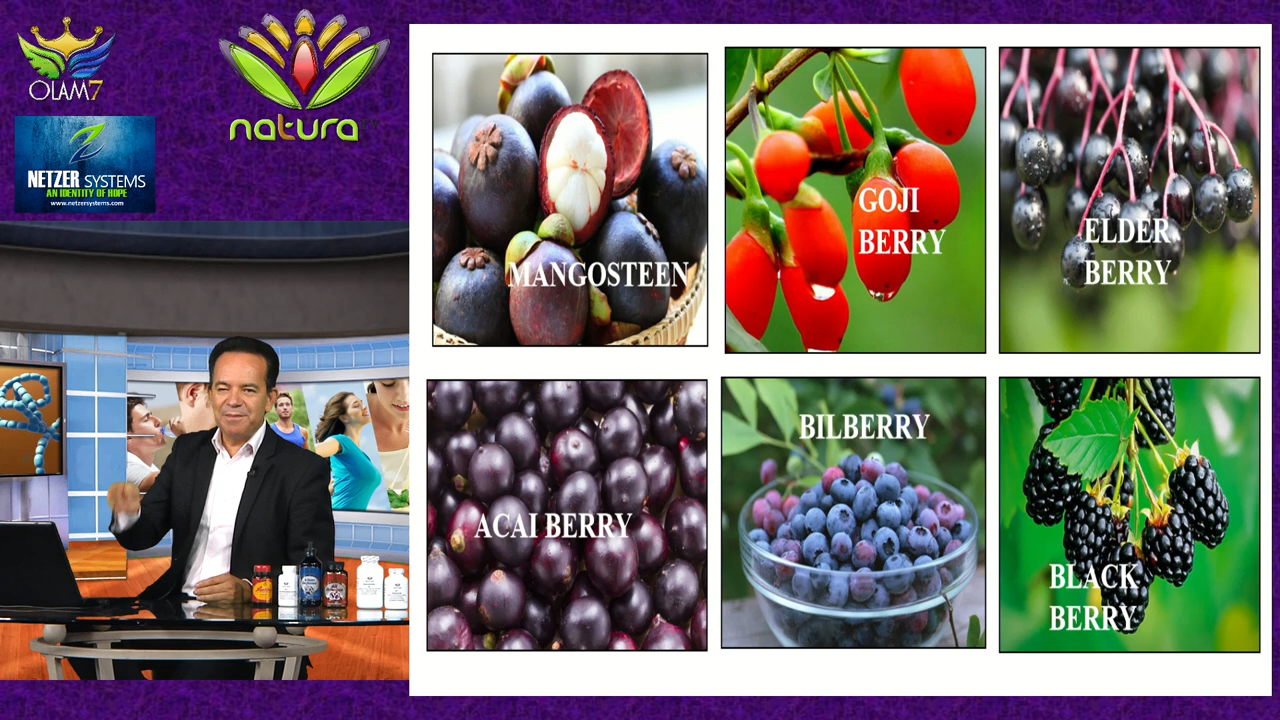 OLAM7
natura
NETZER SYSTEMS
AN IDENTITY OF HOPE
www.netzersystems.com
MANGOSTEEN
GOJI
BERRY
ELDER
BERRY
ACAI BERRY
BILBERRY
BLACK
BERRY